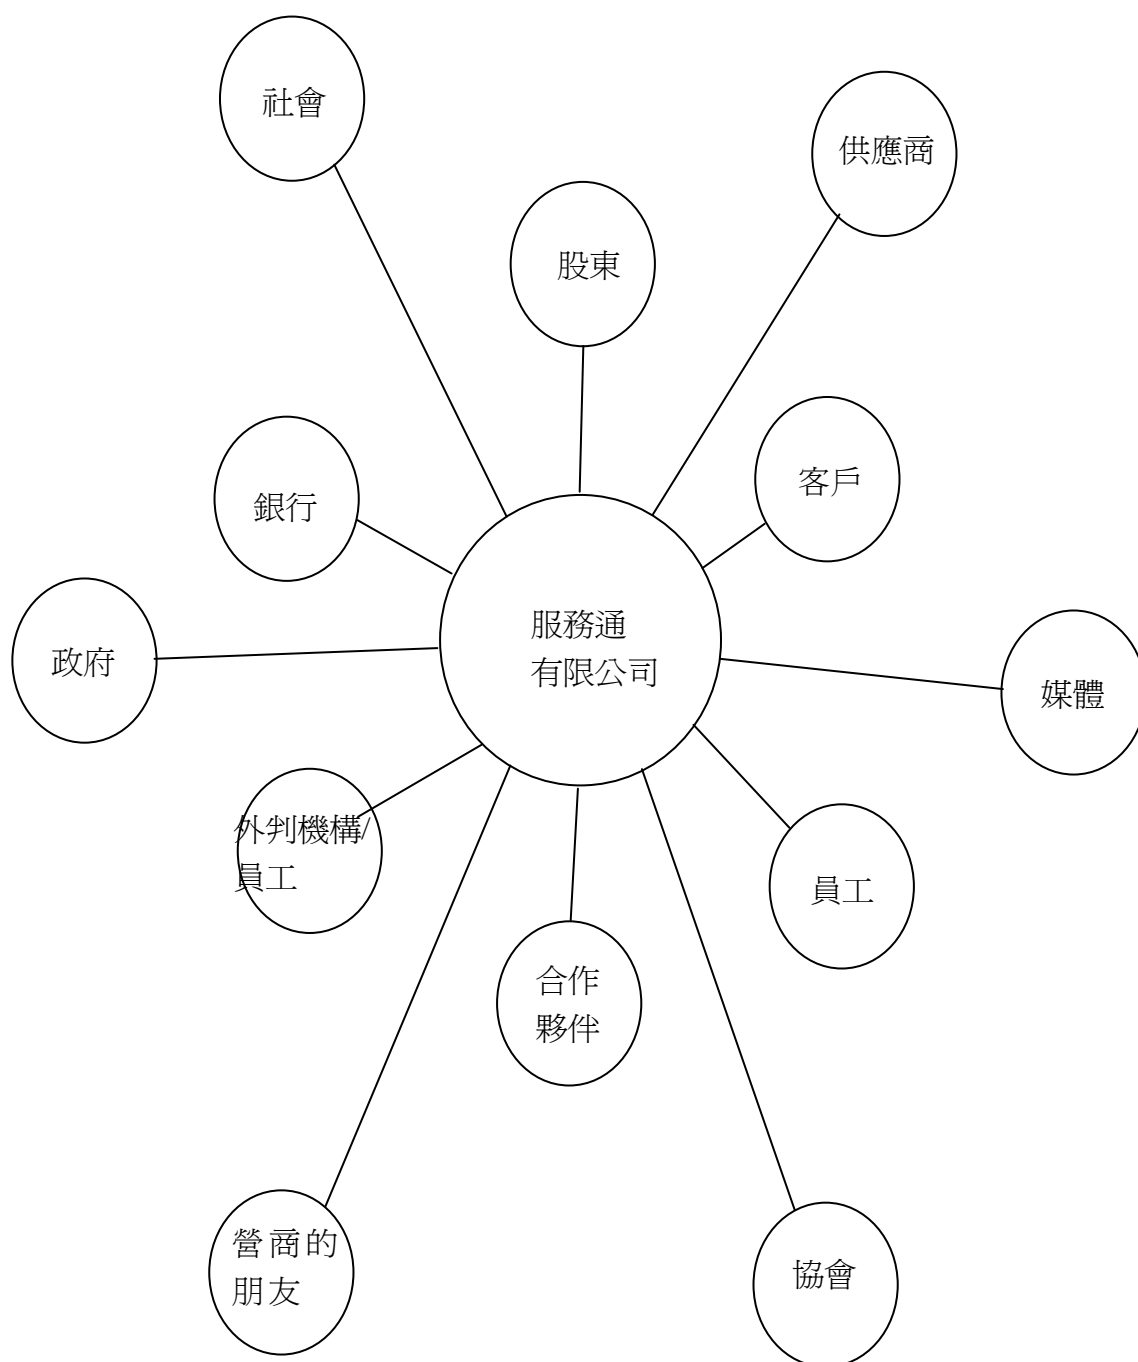 社會
供應商
股東
客戶
銀行
服務通
有限公司
政府
媒體
外判機構/
員工
員工
合作
夥伴
營商的
朋友
協會